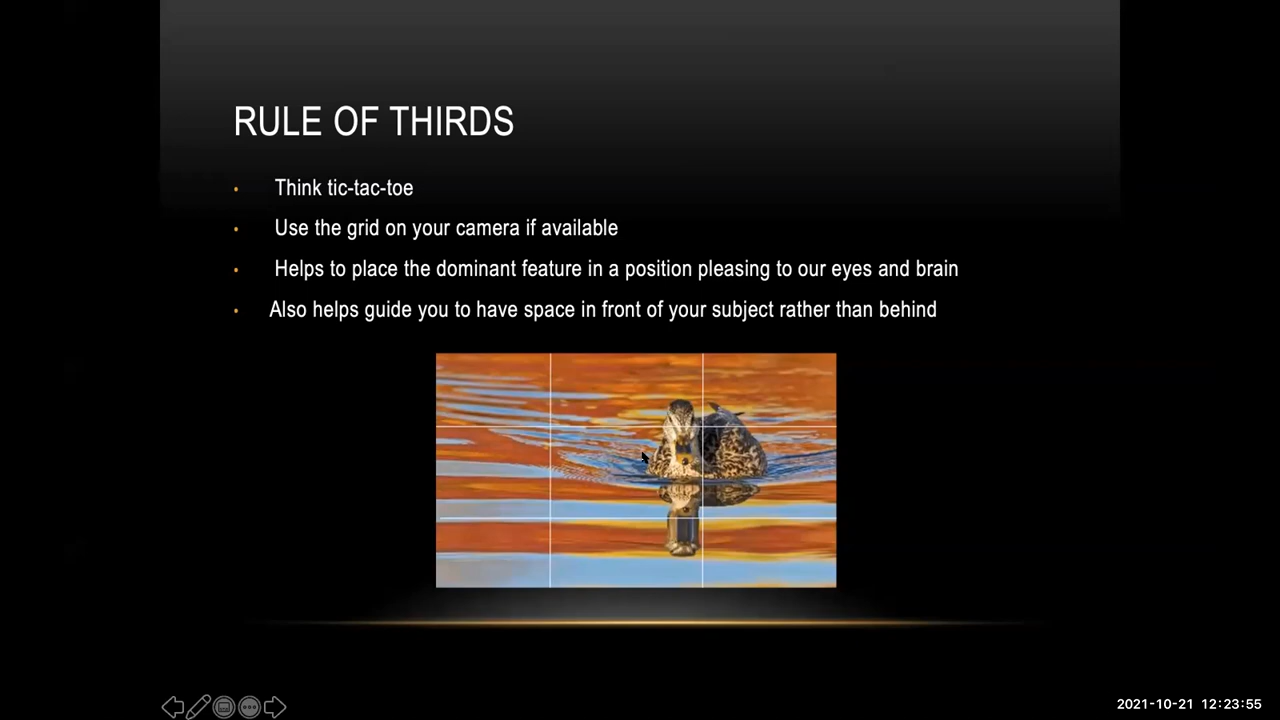 RULE OF THIRDS
• Think tic-tac-toe
• Use the grid on your camera if available
• Helps to place the dominant feature in a position pleasing to our eyes and brain
• Also helps guide you to have space in front of your subject rather than behind
2021-10-21 12:23:55